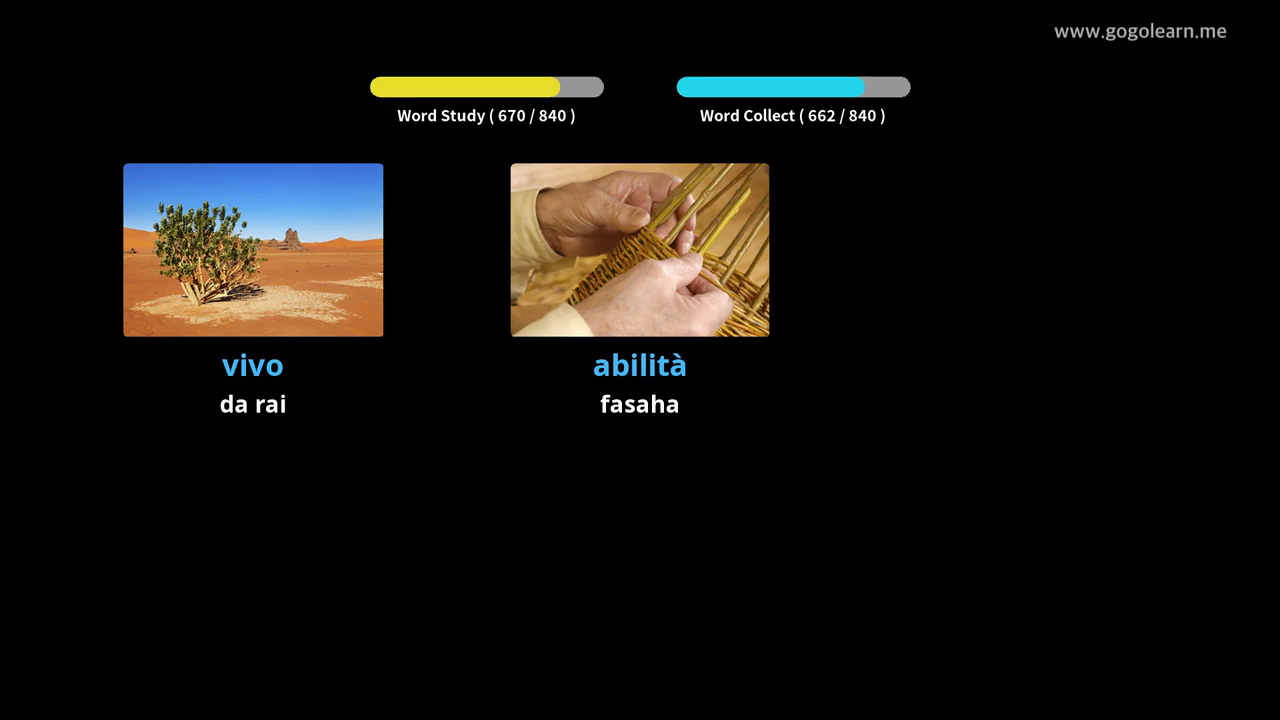 www.gogolearn.me
Word Study ( 670 / 840 )
Word Collect ( 662 / 840 )
vivo
da rai
abilità
fasaha